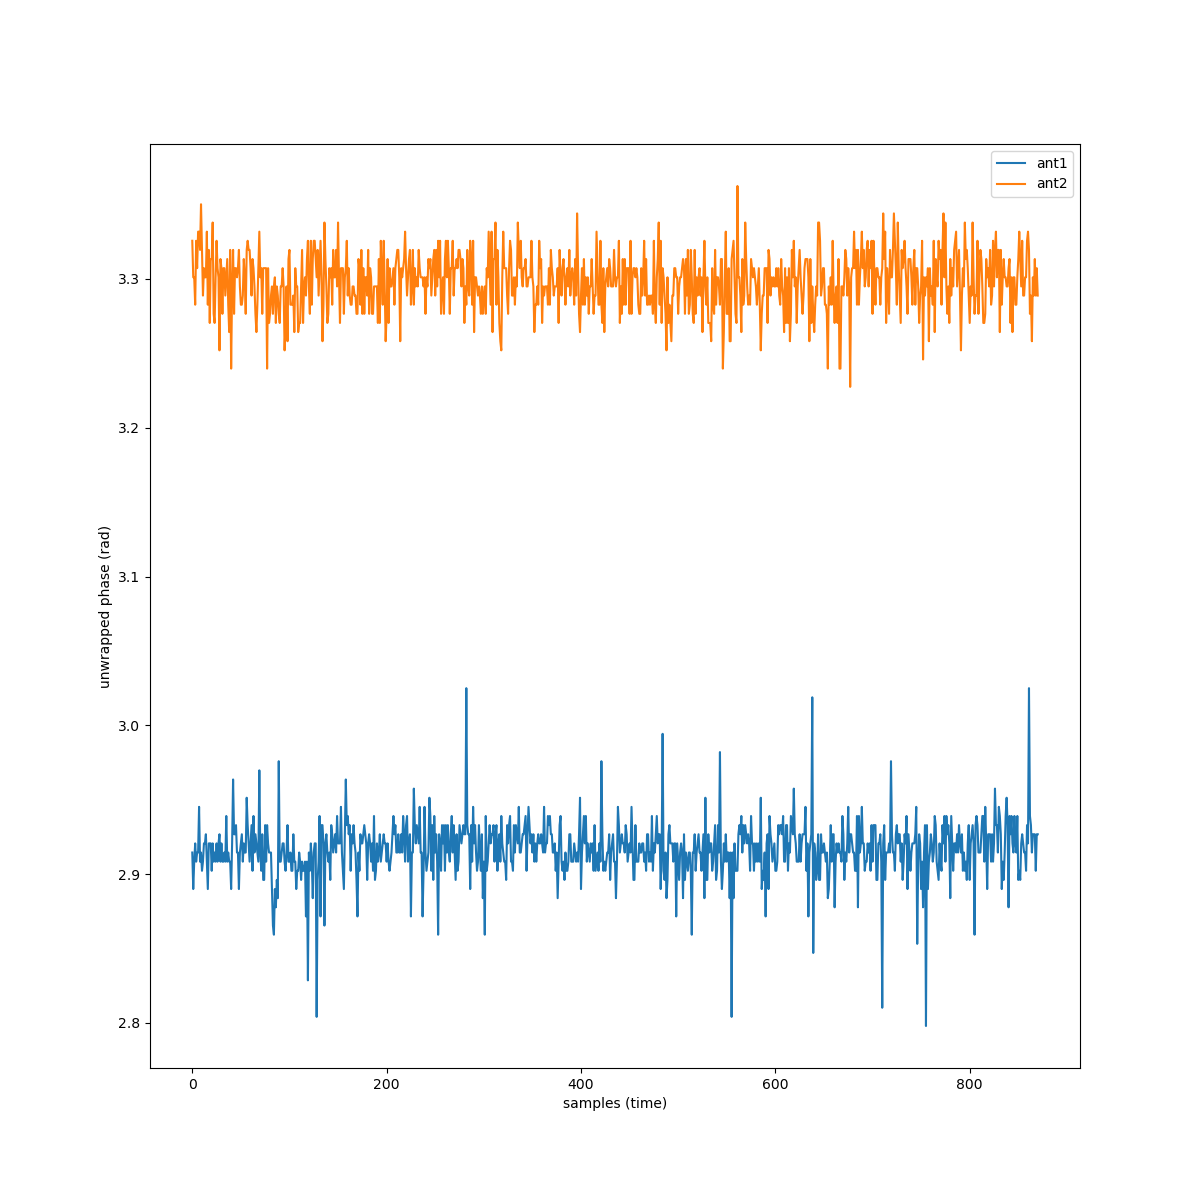 ant1
ant2
3.3
3.2
3.1
3.0
2.9
2.8
unwrapped phase (rad)
0 200 400 600 800
samples (time)